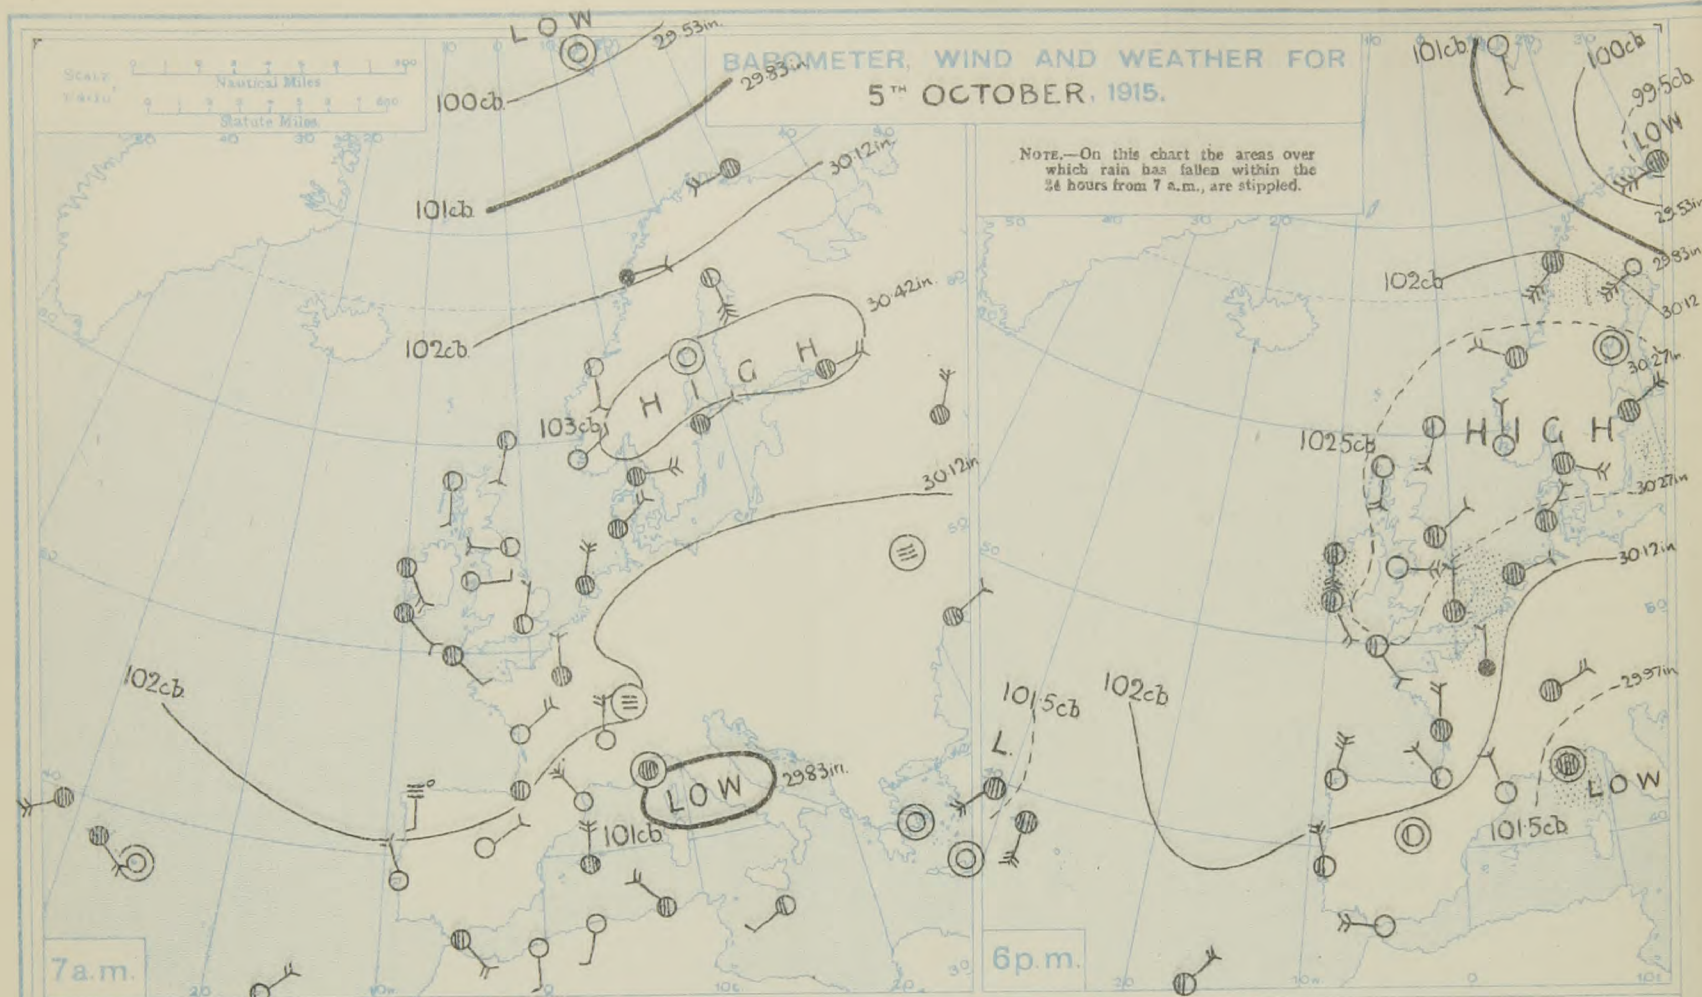 BAROMETER, WIND AND WEATHER FOR
5TH OCTOBER, 1915.
NOTE.—On this chart the areas over
which rain has fallen within the
24 hours from 7 a.m., are stippled.
Nautical Miles
Statute Miles
LOW
29.53in.
100cb.
29.83in.
101cb.
30.12in.
102cb.
30.42in.
HIGH
103cb.
30.12in.
102cb.
LOW
29.83in.
101cb
7a.m.
101cb.
100cb
99.5cb
LOW
29.53in
29.83in
102cb
30.12
30.27in.
102.5cb
HIGH
30.27in
30.12in
29.97in
101.5cb
102cb
L.
LOW
101.5cb
6p.m.